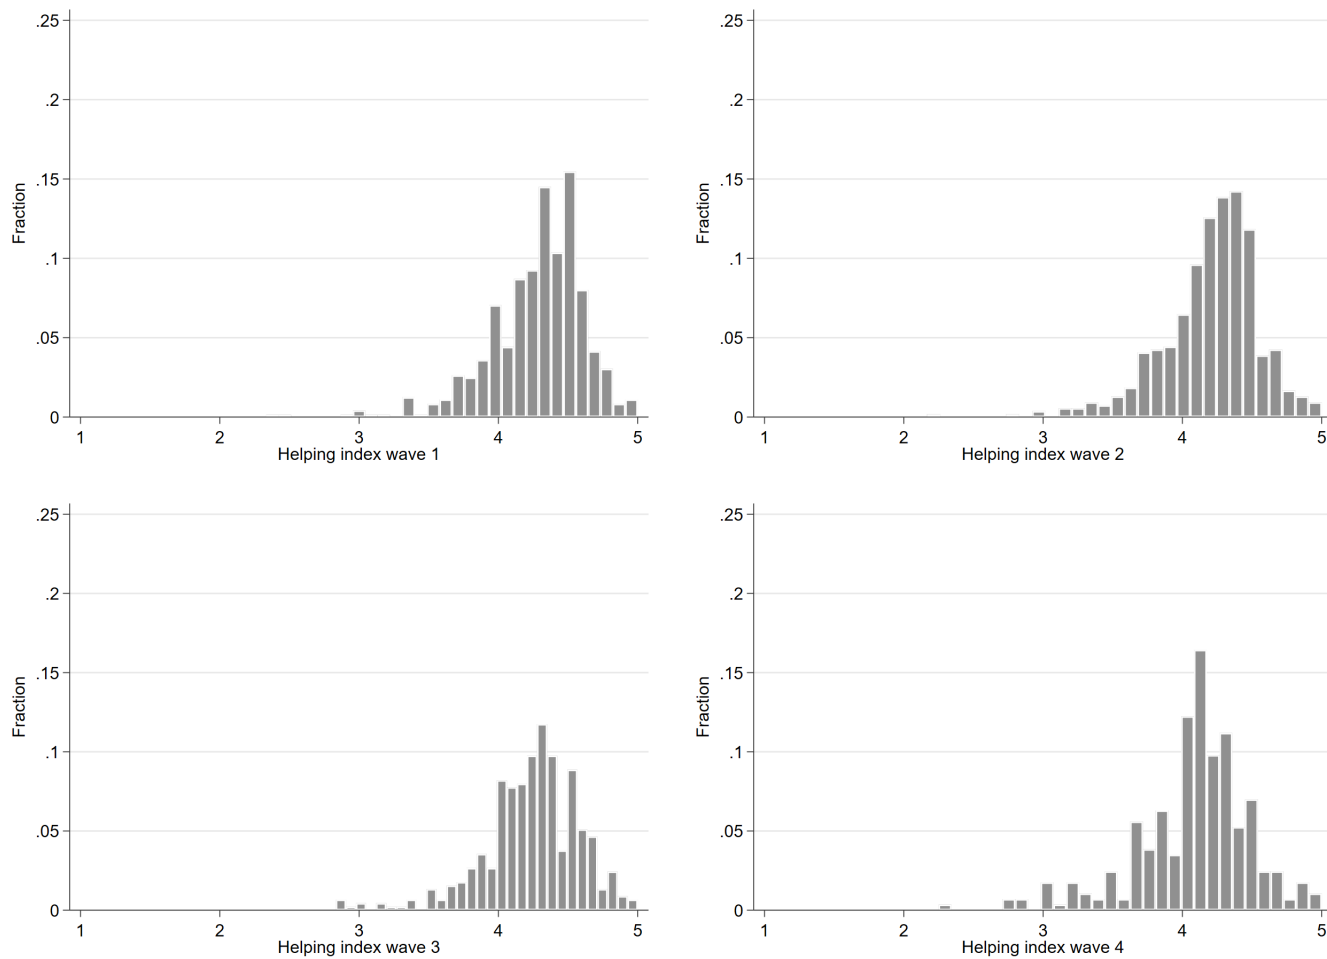 .25
.2
.15
.1
.05
0
Fraction
1 2 3 4 5
Helping index wave 1
.25
.2
.15
.1
.05
0
Fraction
1 2 3 4 5
Helping index wave 2
.25
.2
.15
.1
.05
0
Fraction
1 2 3 4 5
Helping index wave 3
.25
.2
.15
.1
.05
0
Fraction
1 2 3 4 5
Helping index wave 4